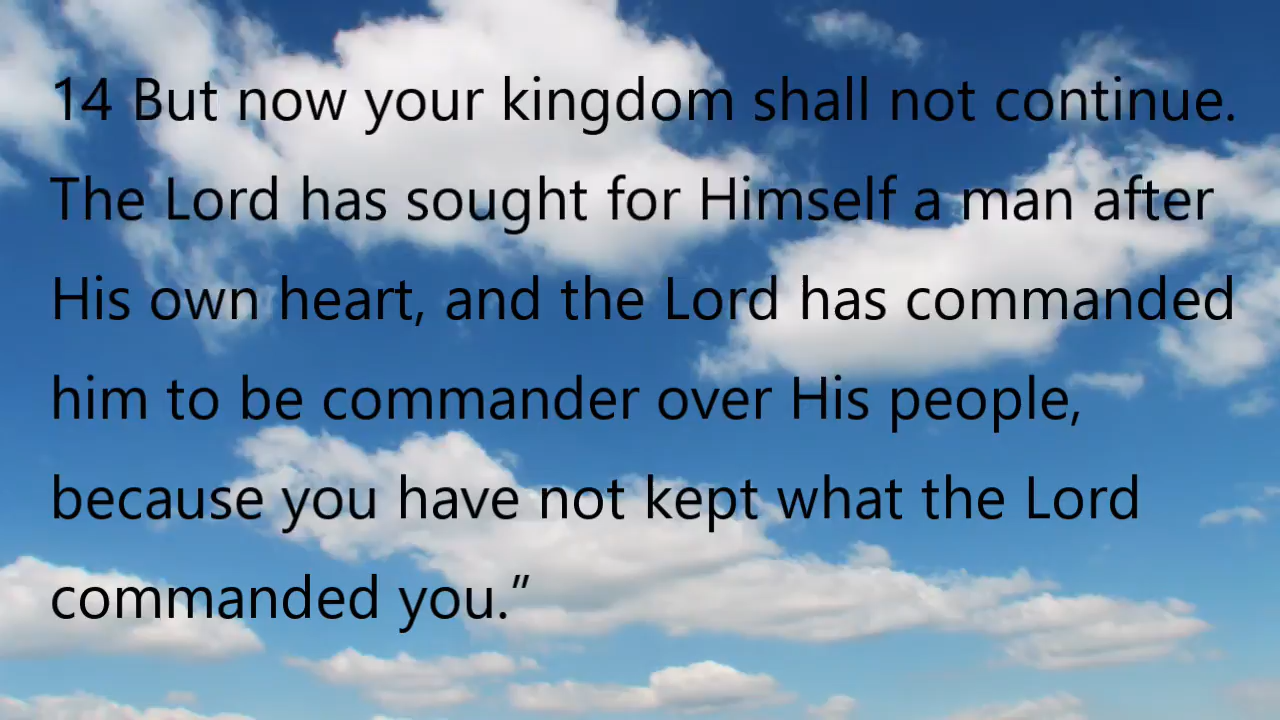 14 But now your kingdom shall not continue.
The Lord has sought for Himself a man after
His own heart, and the Lord has commanded
him to be commander over His people,
because you have not kept what the Lord
commanded you.”